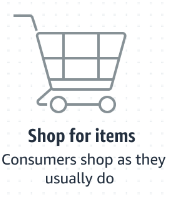 Shop for items
Consumers shop as they
usually do